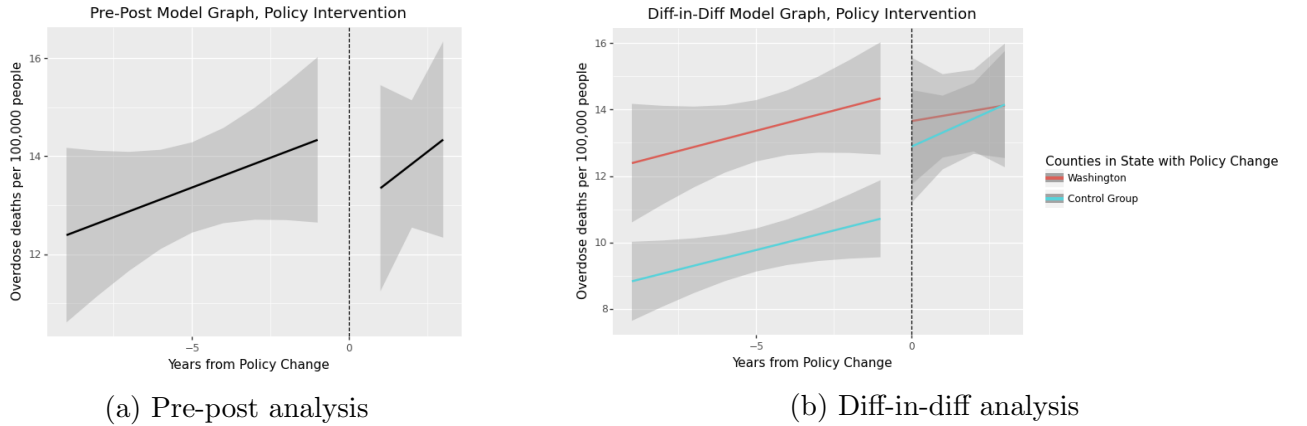 Pre-Post Model Graph, Policy Intervention
Overdose deaths per 100,000 people
16
14
12
−5
0
Years from Policy Change
(a) Pre-post analysis
Diff-in-Diff Model Graph, Policy Intervention
Overdose deaths per 100,000 people
16
14
12
10
8
−5
0
Years from Policy Change
Counties in State with Policy Change
Washington
Control Group
(b) Diff-in-diff analysis